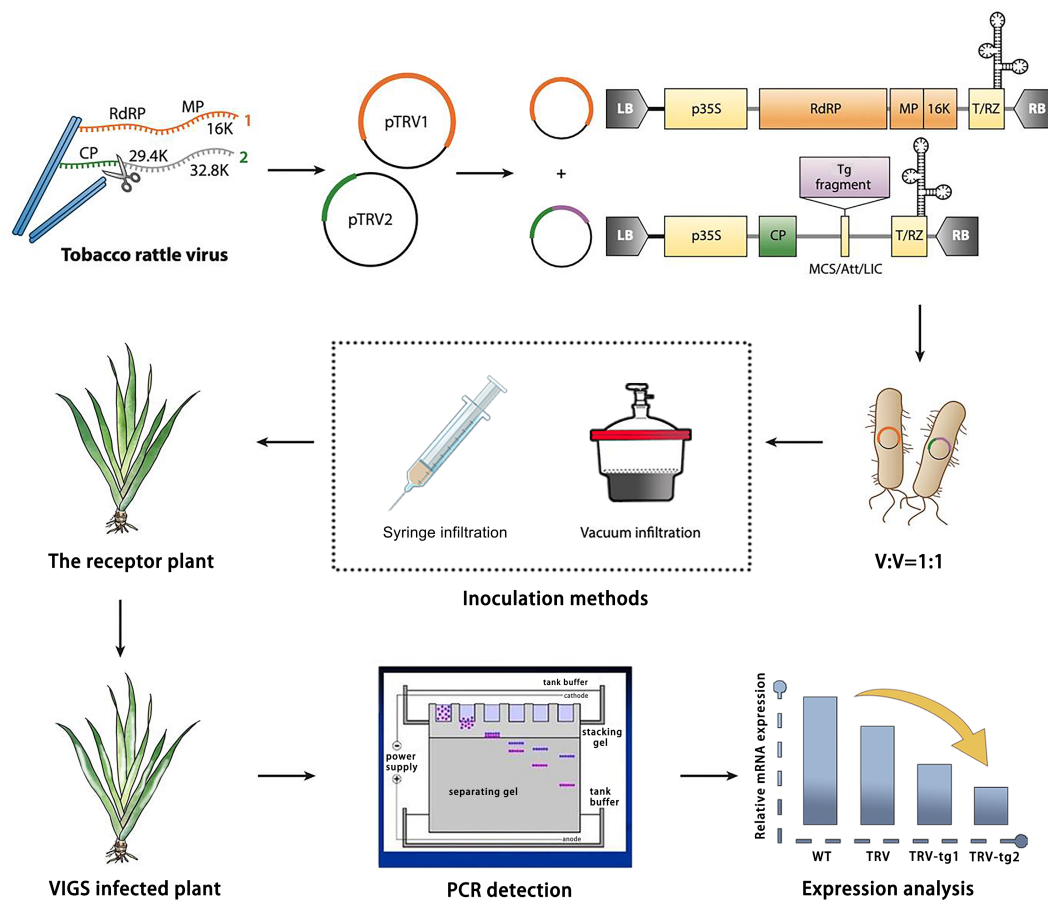 RdRP
MP
16K
1
CP
29.4K
32.8K
2
Tobacco rattle virus
pTRV1
pTRV2
+
LB
p35S
RdRP
MP
16K
T/RZ
RB
Tg
fragment
LB
p35S
CP
T/RZ
RB
MCS/Att/LIC
The receptor plant
Syringe infiltration
Vacuum infiltration
Inoculation methods
V:V=1:1
VIGS infected plant
tank buffer
cathode
stacking
gel
−
power
supply
+
separating gel
tank
buffer
anode
PCR detection
Relative mRNA expression
WT
TRV
TRV-tg1
TRV-tg2
Expression analysis